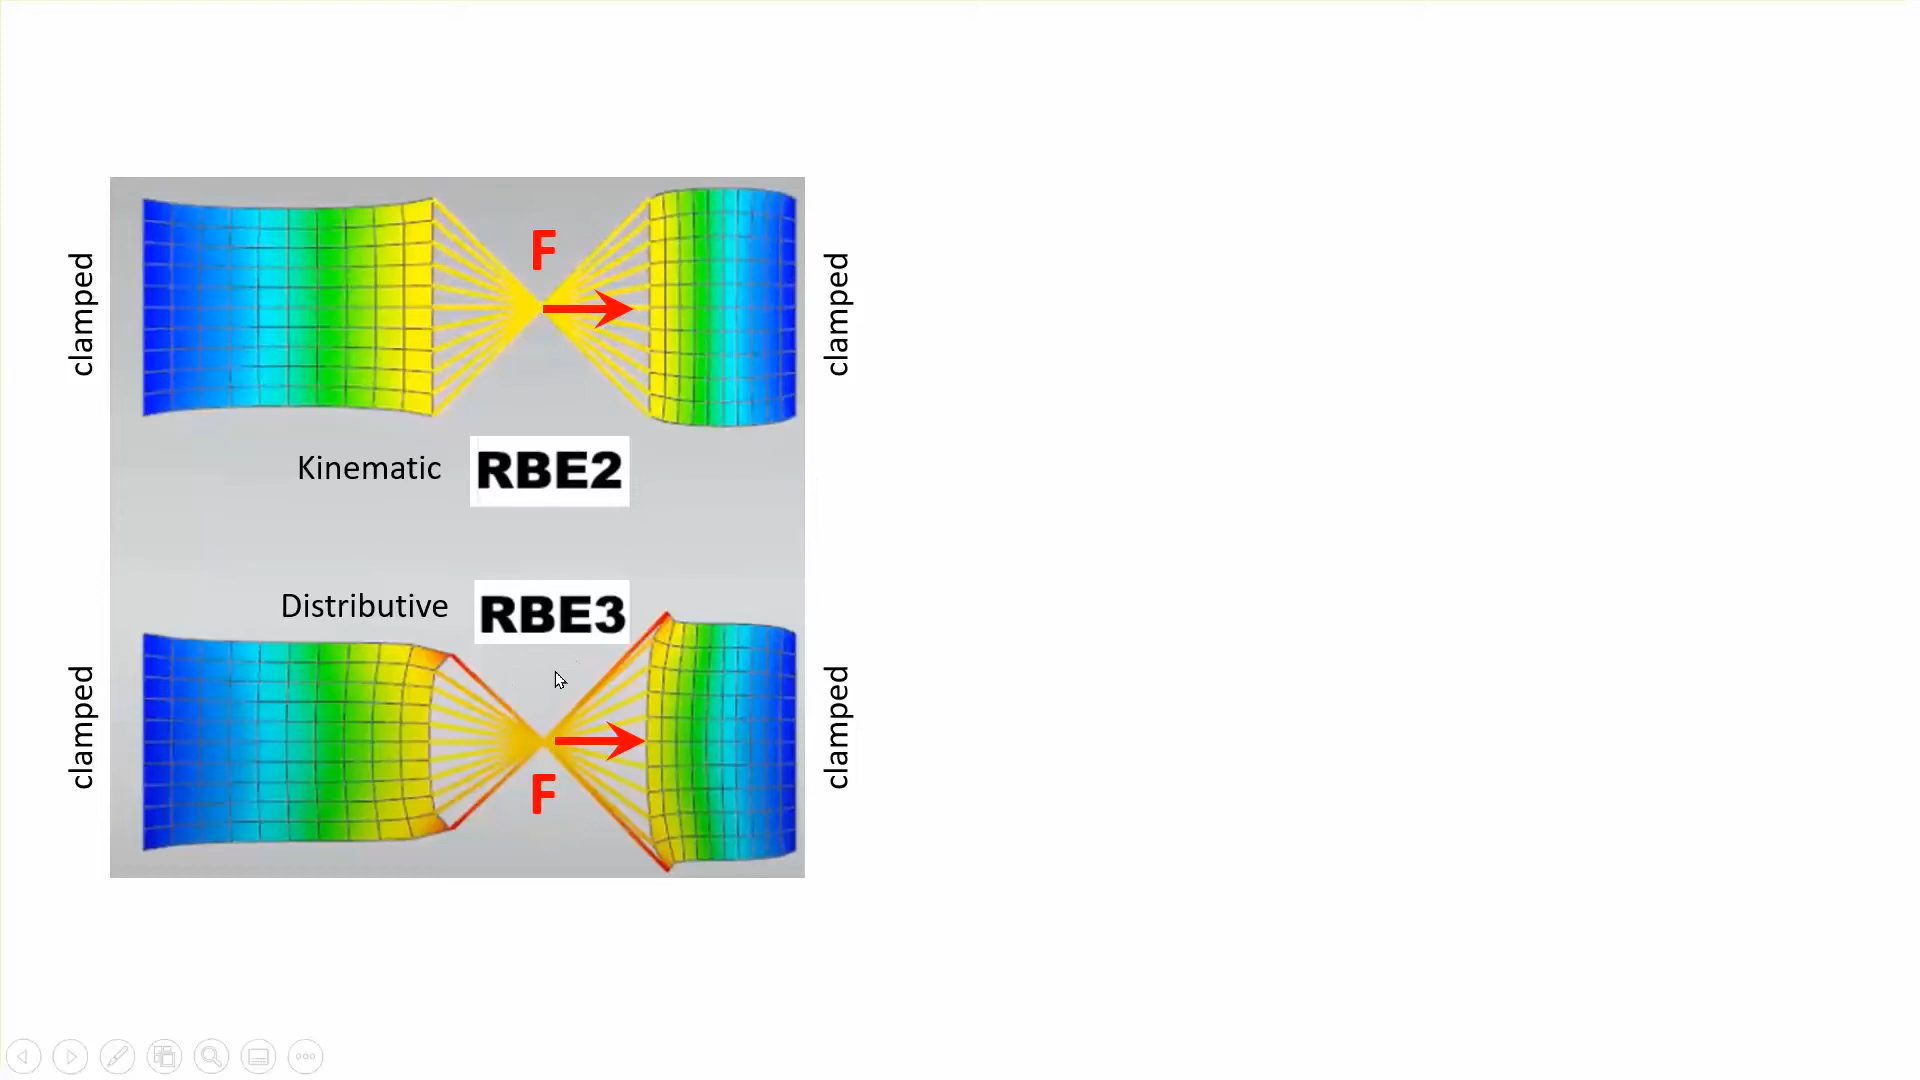 F
clamped
clamped
Kinematic RBE2
Distributive RBE3
clamped
clamped
F